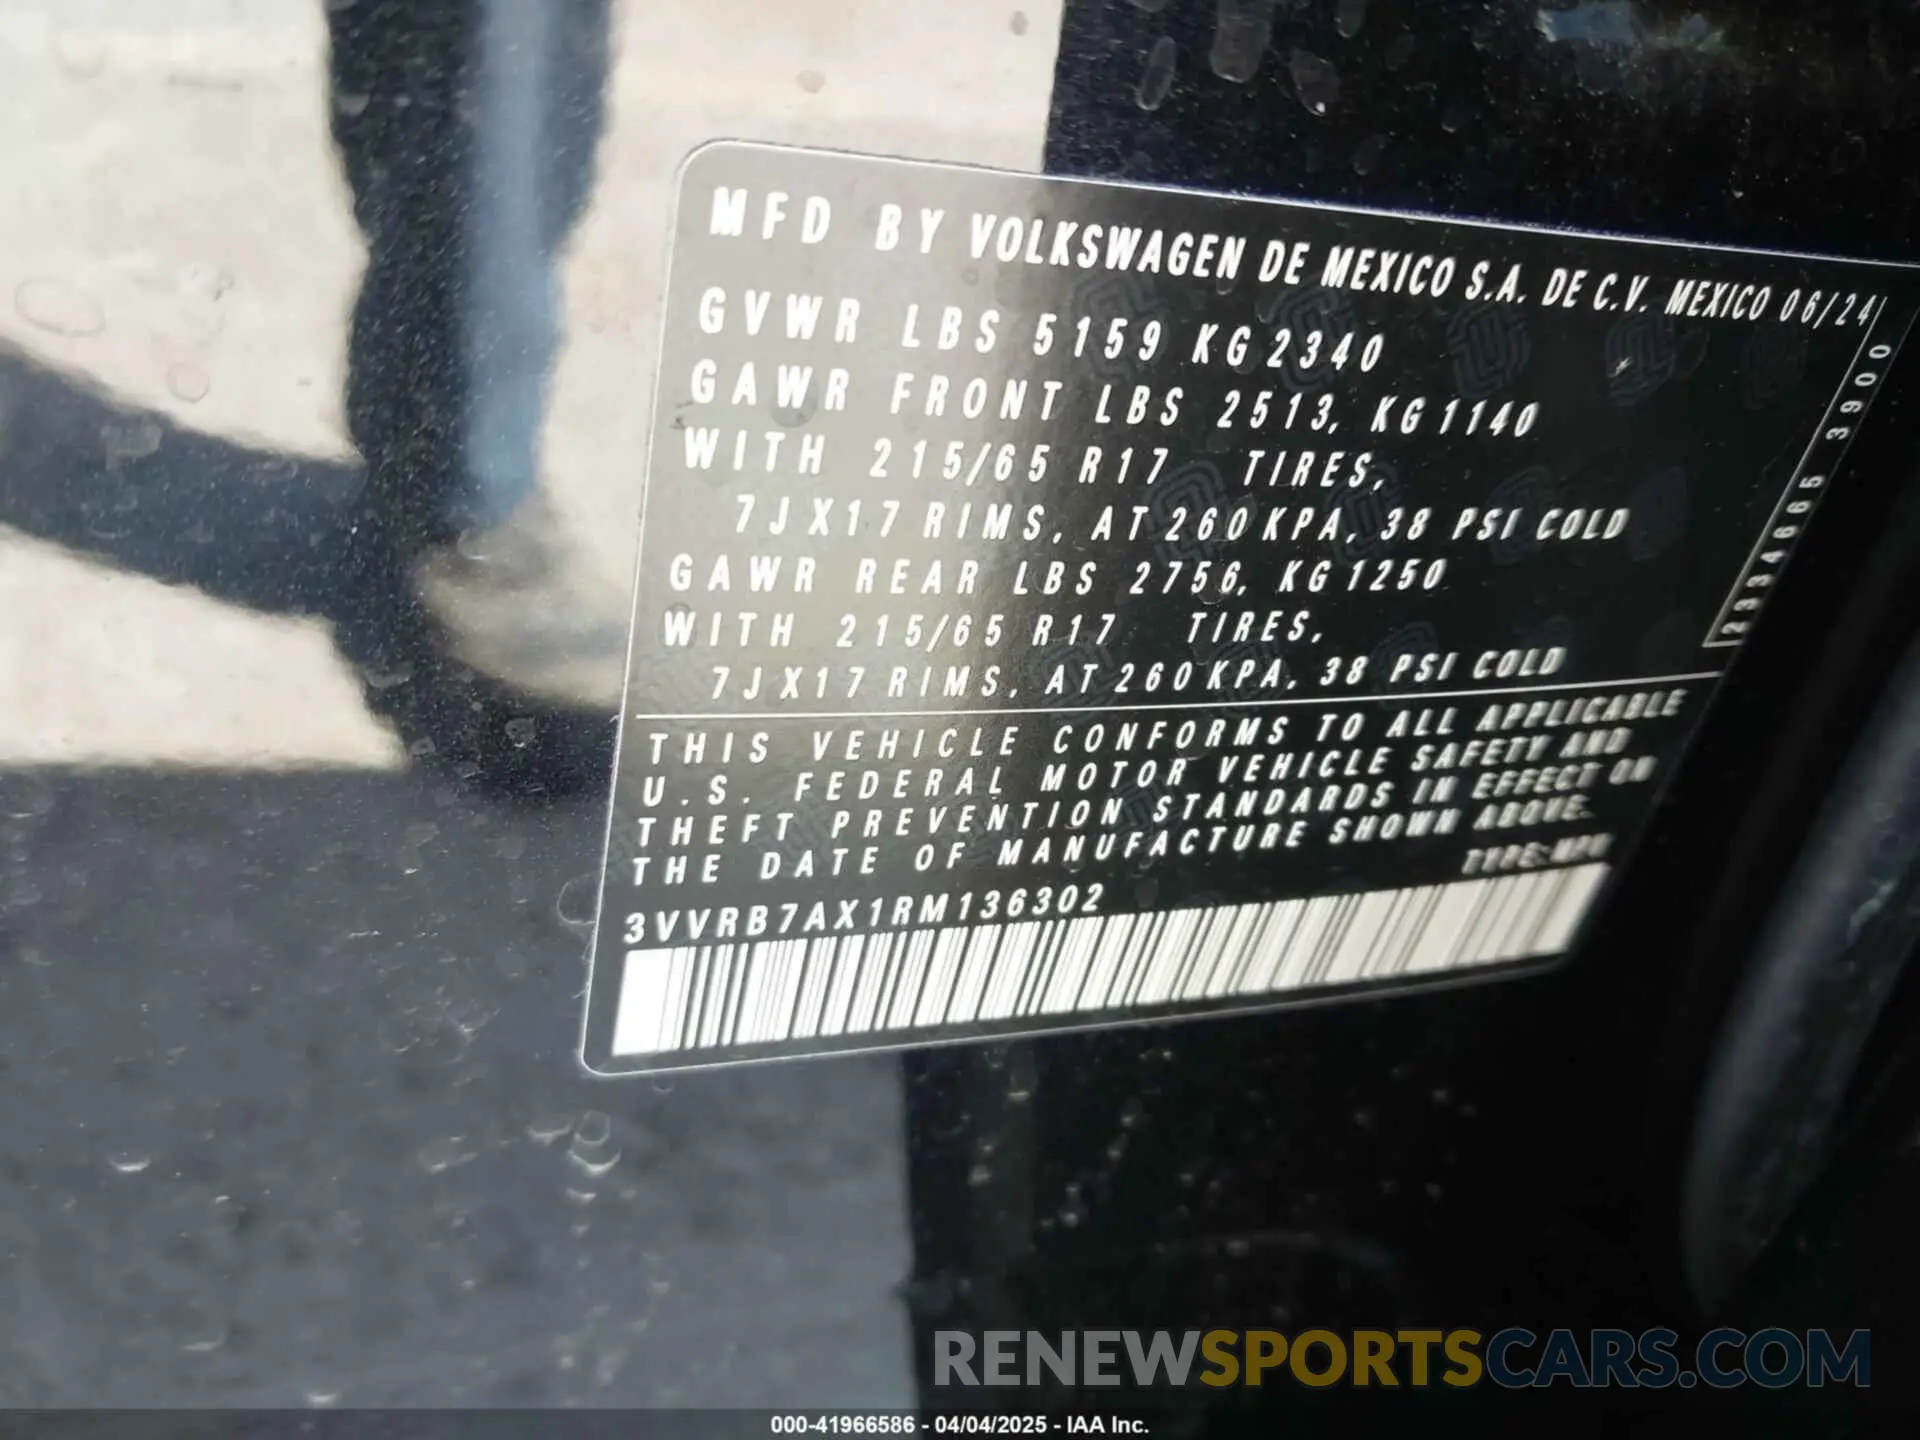 MFD BY VOLKSWAGEN DE MEXICO S.A. DE C.V. MEXICO 06/24
GVWR LBS 5159 KG 2340
GAWR FRONT LBS 2513, KG 1140
WITH 215/65 R17 TIRES,
7JX17 RIMS, AT 260 KPA, 38 PSI COLD
GAWR REAR LBS 2756, KG 1250
WITH 215/65 R17 TIRES,
7JX17 RIMS, AT 260 KPA, 38 PSI COLD
2334665 3900
THIS VEHICLE CONFORMS TO ALL APPLICABLE
U.S. FEDERAL MOTOR VEHICLE SAFETY AND
THEFT PREVENTION STANDARDS IN EFFECT ON
THE DATE OF MANUFACTURE SHOWN ABOVE.
TYPE: MPV
3VVRB7AX1RM136302
RENEWSPORTSCARS.COM
000-41966586 - 04/04/2025 - IAA Inc.